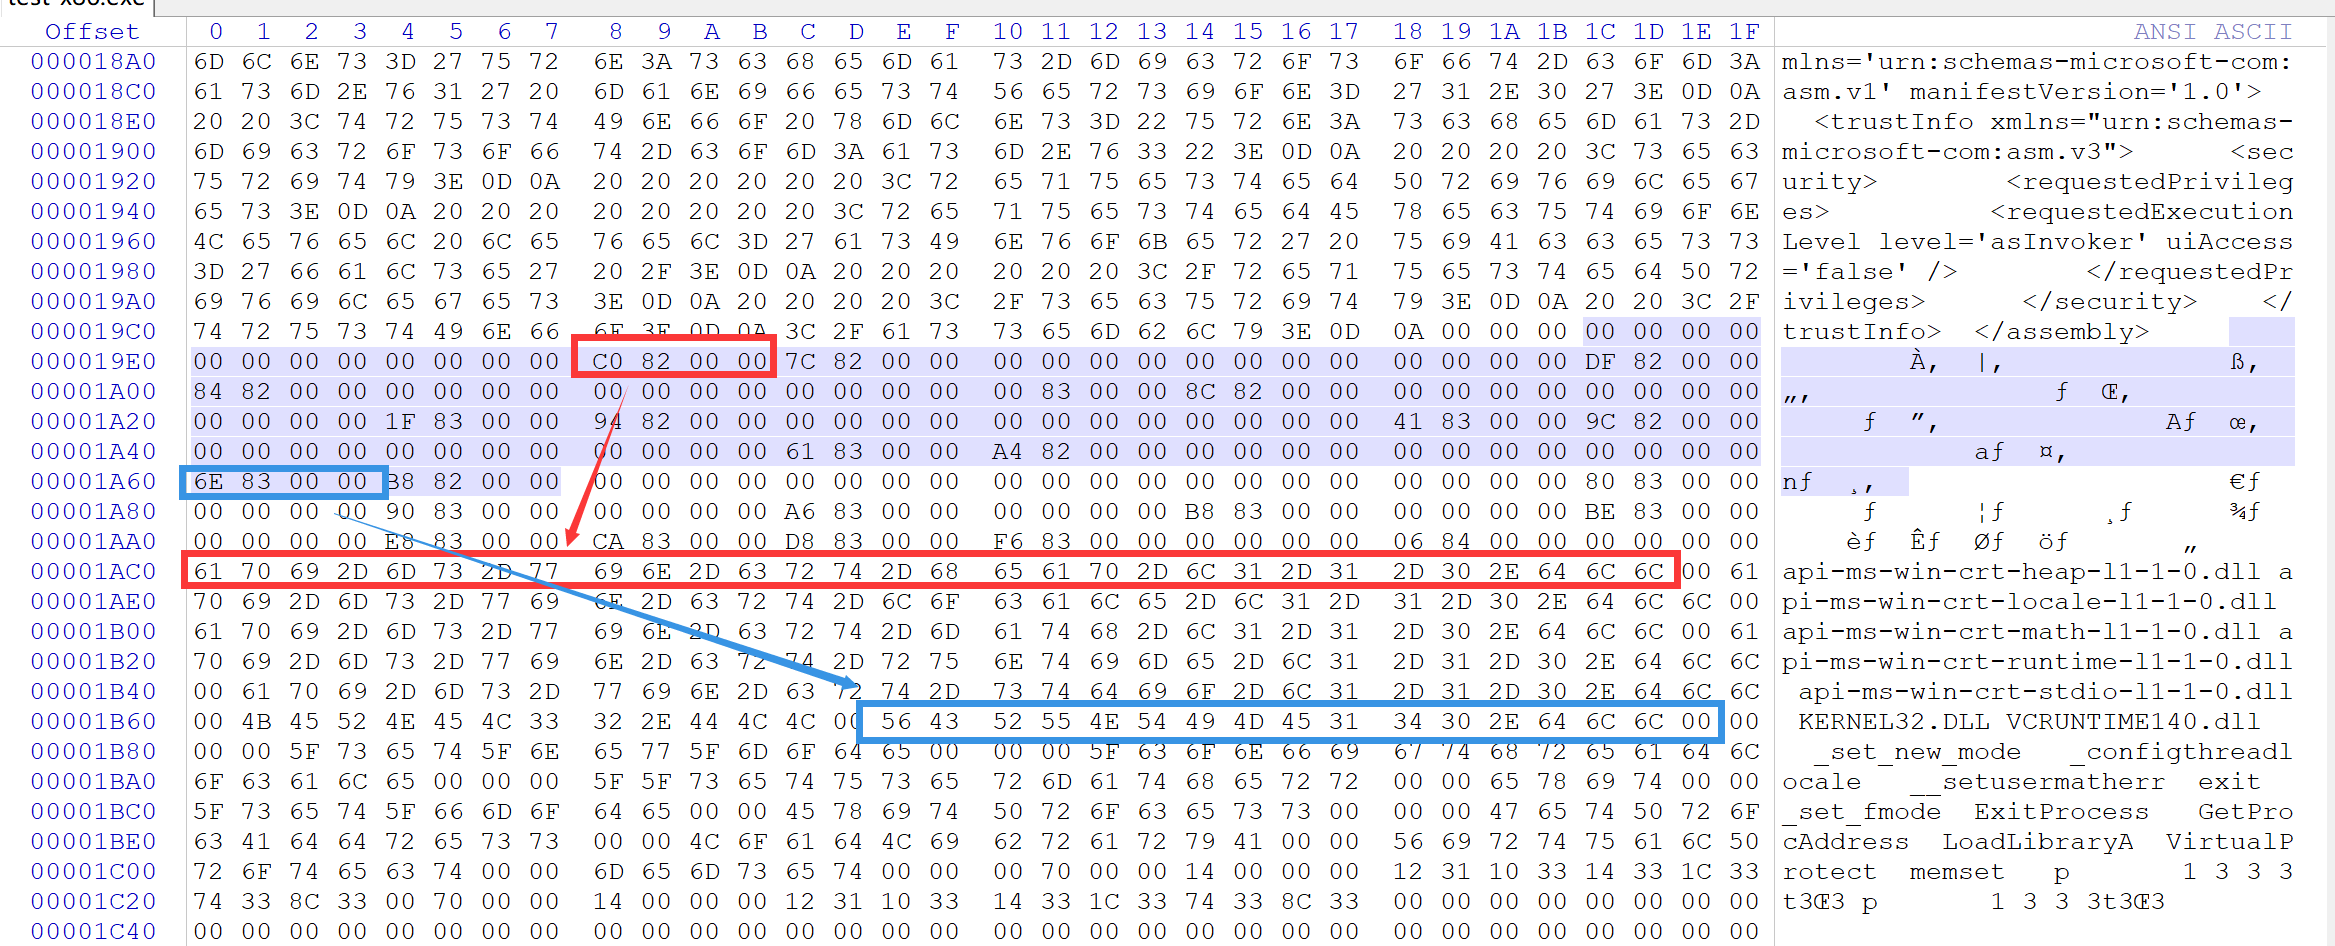 test-x86.exe
Offset 0 1 2 3 4 5 6 7 8 9 A B C D E F 10 11 12 13 14 15 16 17 18 19 1A 1B 1C 1D 1E 1F ANSI ASCII
000018A0 6D 6C 6E 73 3D 27 75 72 6E 3A 73 63 68 65 6D 61 73 2D 6D 69 63 72 6F 73 6F 66 74 2D 63 6F 6D 3A mlns='urn:schemas-microsoft-com:
000018C0 61 73 6D 2E 76 31 27 20 6D 61 6E 69 66 65 73 74 56 65 72 73 69 6F 6E 3D 27 31 2E 30 27 3E 0D 0A asm.v1' manifestVersion='1.0'>
000018E0 20 20 3C 74 72 75 73 74 49 6E 66 6F 20 78 6D 6C 6E 73 3D 22 75 72 6E 3A 73 63 68 65 6D 61 73 2D <trustInfo xmlns="urn:schemas-
00001900 6D 69 63 72 6F 73 6F 66 74 2D 63 6F 6D 3A 61 73 6D 2E 76 33 22 3E 0D 0A 20 20 20 20 3C 73 65 63 microsoft-com:asm.v3"> <sec
00001920 75 72 69 74 79 3E 0D 0A 20 20 20 20 20 20 3C 72 65 71 75 65 73 74 65 64 50 72 69 76 69 6C 65 67 urity> <requestedPrivileg
00001940 65 73 3E 0D 0A 20 20 20 20 20 20 20 20 3C 72 65 71 75 65 73 74 65 64 45 78 65 63 75 74 69 6F 6E es> <requestedExecution
00001960 4C 65 76 65 6C 20 6C 65 76 65 6C 3D 27 61 73 49 6E 76 6F 6B 65 72 27 20 75 69 41 63 63 65 73 73 Level level='asInvoker' uiAccess
00001980 3D 27 66 61 6C 73 65 27 20 2F 3E 0D 0A 20 20 20 20 20 20 3C 2F 72 65 71 75 65 73 74 65 64 50 72 ='false' /> </requestedPr
000019A0 69 76 69 6C 65 67 65 73 3E 0D 0A 20 20 20 20 3C 2F 73 65 63 75 72 69 74 79 3E 0D 0A 20 20 3C 2F ivileges> </security> </
000019C0 74 72 75 73 74 49 6E 66 6F 3E 0D 0A 3C 2F 61 73 73 65 6D 62 6C 79 3E 0D 0A 00 00 00 00 00 00 00 trustInfo> </assembly>
000019E0 00 00 00 00 00 00 00 00 C0 82 00 00 7C 82 00 00 00 00 00 00 00 00 00 00 00 00 00 00 DF 82 00 00 À‚ |‚ ß‚
00001A00 84 82 00 00 00 00 00 00 00 00 00 00 00 00 00 00 00 83 00 00 8C 82 00 00 00 00 00 00 00 00 00 00 „‚ ƒ Œ‚
00001A20 00 00 00 00 1F 83 00 00 94 82 00 00 00 00 00 00 00 00 00 00 00 00 00 00 41 83 00 00 9C 82 00 00 ƒ ”‚ Aƒ œ‚
00001A40 00 00 00 00 00 00 00 00 00 00 00 00 61 83 00 00 A4 82 00 00 00 00 00 00 00 00 00 00 00 00 00 00 aƒ ¤‚
00001A60 6E 83 00 00 B8 82 00 00 00 00 00 00 00 00 00 00 00 00 00 00 00 00 00 00 00 00 00 00 80 83 00 00 nƒ ¸‚ €ƒ
00001A80 00 00 00 00 90 83 00 00 00 00 00 00 A6 83 00 00 00 00 00 00 B8 83 00 00 00 00 00 00 BE 83 00 00 ƒ ¦ƒ ¸ƒ ¾ƒ
00001AA0 00 00 00 00 E8 83 00 00 CA 83 00 00 D8 83 00 00 F6 83 00 00 00 00 00 00 06 84 00 00 00 00 00 00 èƒ Êƒ Øƒ öƒ „
00001AC0 61 70 69 2D 6D 73 2D 77 69 6E 2D 63 72 74 2D 68 65 61 70 2D 6C 31 2D 31 2D 30 2E 64 6C 6C 00 61 api-ms-win-crt-heap-l1-1-0.dll a
00001AE0 70 69 2D 6D 73 2D 77 69 6E 2D 63 72 74 2D 6C 6F 63 61 6C 65 2D 6C 31 2D 31 2D 30 2E 64 6C 6C 00 pi-ms-win-crt-locale-l1-1-0.dll
00001B00 61 70 69 2D 6D 73 2D 77 69 6E 2D 63 72 74 2D 6D 61 74 68 2D 6C 31 2D 31 2D 30 2E 64 6C 6C 00 61 api-ms-win-crt-math-l1-1-0.dll a
00001B20 70 69 2D 6D 73 2D 77 69 6E 2D 63 72 74 2D 72 75 6E 74 69 6D 65 2D 6C 31 2D 31 2D 30 2E 64 6C 6C pi-ms-win-crt-runtime-l1-1-0.dll
00001B40 00 61 70 69 2D 6D 73 2D 77 69 6E 2D 63 72 74 2D 73 74 64 69 6F 2D 6C 31 2D 31 2D 30 2E 64 6C 6C api-ms-win-crt-stdio-l1-1-0.dll
00001B60 00 4B 45 52 4E 45 4C 33 32 2E 44 4C 4C 00 56 43 52 55 4E 54 49 4D 45 31 34 30 2E 64 6C 6C 00 00 KERNEL32.DLL VCRUNTIME140.dll
00001B80 00 00 5F 73 65 74 5F 6E 65 77 5F 6D 6F 64 65 00 00 00 5F 63 6F 6E 66 69 67 74 68 72 65 61 64 6C _set_new_mode _configthreadl
00001BA0 6F 63 61 6C 65 00 00 00 5F 5F 73 65 74 75 73 65 72 6D 61 74 68 65 72 72 00 00 65 78 69 74 00 00 ocale __setusermatherr exit
00001BC0 5F 73 65 74 5F 66 6D 6F 64 65 00 00 45 78 69 74 50 72 6F 63 65 73 73 00 00 00 47 65 74 50 72 6F _set_fmode ExitProcess GetPro
00001BE0 63 41 64 64 72 65 73 73 00 00 4C 6F 61 64 4C 69 62 72 61 72 79 41 00 00 56 69 72 74 75 61 6C 50 cAddress LoadLibraryA VirtualP
00001C00 72 6F 74 65 63 74 00 00 6D 65 6D 73 65 74 00 00 00 70 00 00 14 00 00 00 12 31 10 33 14 33 1C 33 rotect memset p 1 3 3 3
00001C20 74 33 8C 33 00 70 00 00 14 00 00 00 12 31 10 33 14 33 1C 33 74 33 8C 33 00 00 00 00 00 00 00 00 t3Œ3 p 1 3 3 3t3Œ3
00001C40 00 00 00 00 00 00 00 00 00 00 00 00 00 00 00 00 00 00 00 00 00 00 00 00 00 00 00 00 00 00 00 00